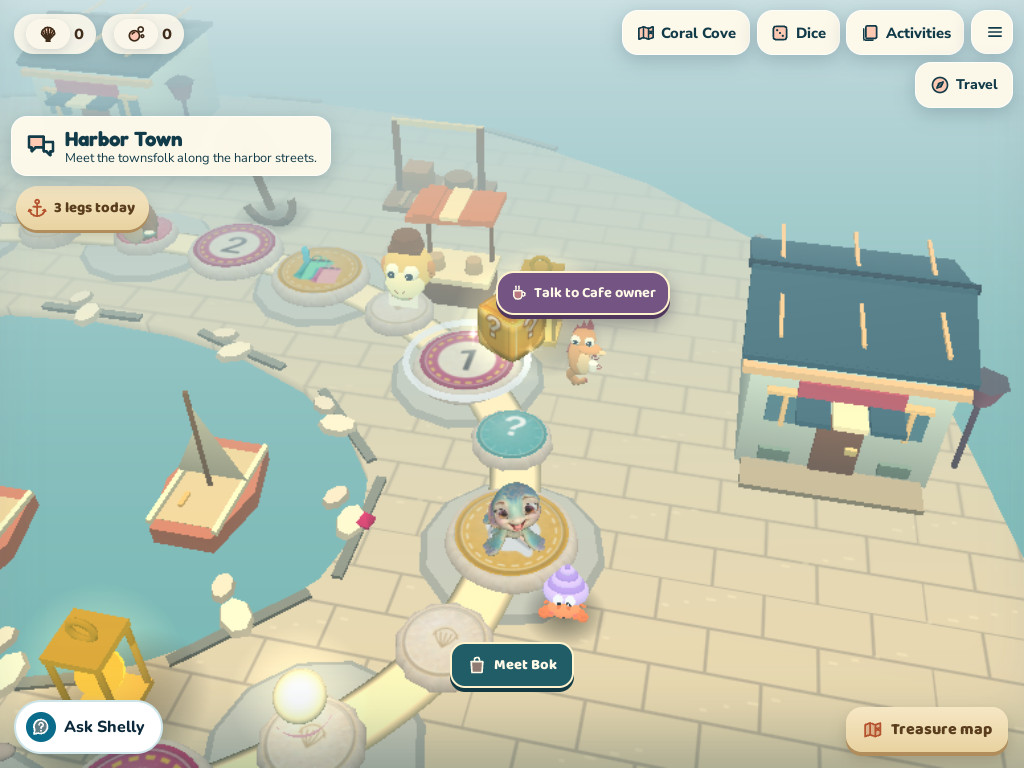 0
0
Coral Cove
Dice
Activities
Travel
Harbor Town
Meet the townsfolk along the harbor streets.
3 legs today
2
Talk to Cafe owner
? ?
1
?
Meet Bok
Ask Shelly
Treasure map